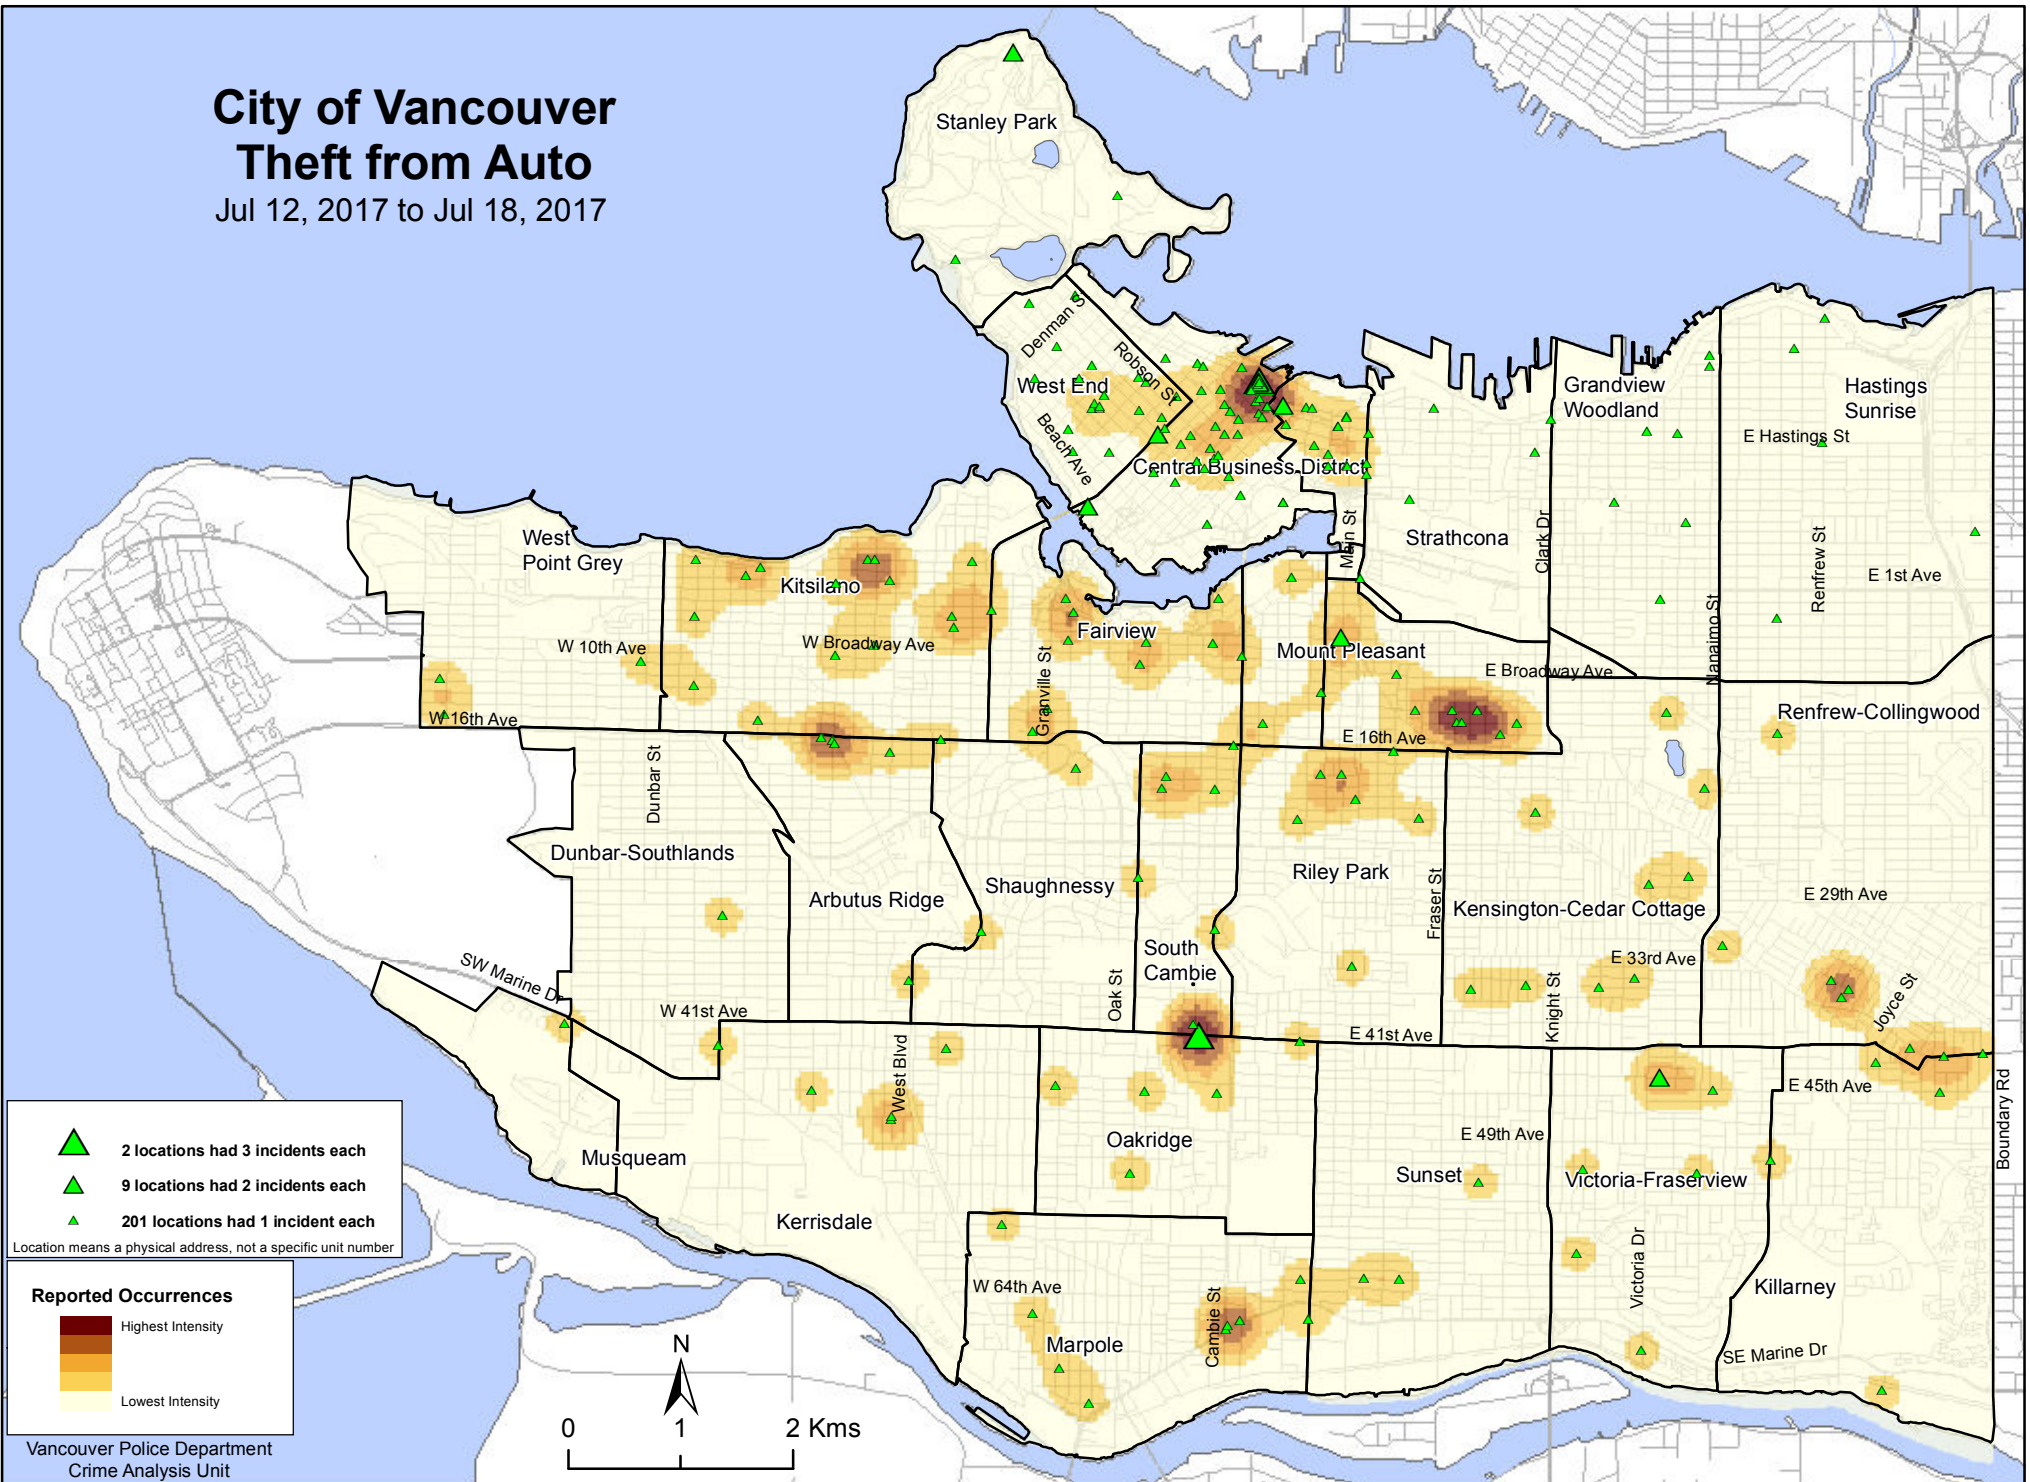 City of Vancouver
Theft from Auto
Jul 12, 2017 to Jul 18, 2017
Stanley Park
Denman S
Robson St
West End
Beach Ave
Central Business District
Grandview
Woodland
Hastings
Sunrise
E Hastings St
West
Point Grey
Kitsilano
Main St
Strathcona
Clark Dr
Renfrew St
E 1st Ave
Nanaimo St
W 10th Ave
W Broadway Ave
Fairview
Granville St
Mount Pleasant
E Broadway Ave
W 16th Ave
E 16th Ave
Renfrew-Collingwood
Dunbar St
Dunbar-Southlands
Arbutus Ridge
Shaughnessy
Riley Park
Fraser St
Kensington-Cedar Cottage
E 29th Ave
South
Cambie
SW Marine Dr
W 41st Ave
Oak St
E 33rd Ave
Knight St
Joyce St
E 41st Ave
West Blvd
E 45th Ave
Boundary Rd
Musqueam
Oakridge
E 49th Ave
Sunset
Victoria-Fraserview
Kerrisdale
W 64th Ave
Cambie St
Victoria Dr
Killarney
Marpole
SE Marine Dr
2 locations had 3 incidents each
9 locations had 2 incidents each
201 locations had 1 incident each
Location means a physical address, not a specific unit number
Reported Occurrences
Highest Intensity
Lowest Intensity
N
0 1 2 Kms
Vancouver Police Department
Crime Analysis Unit